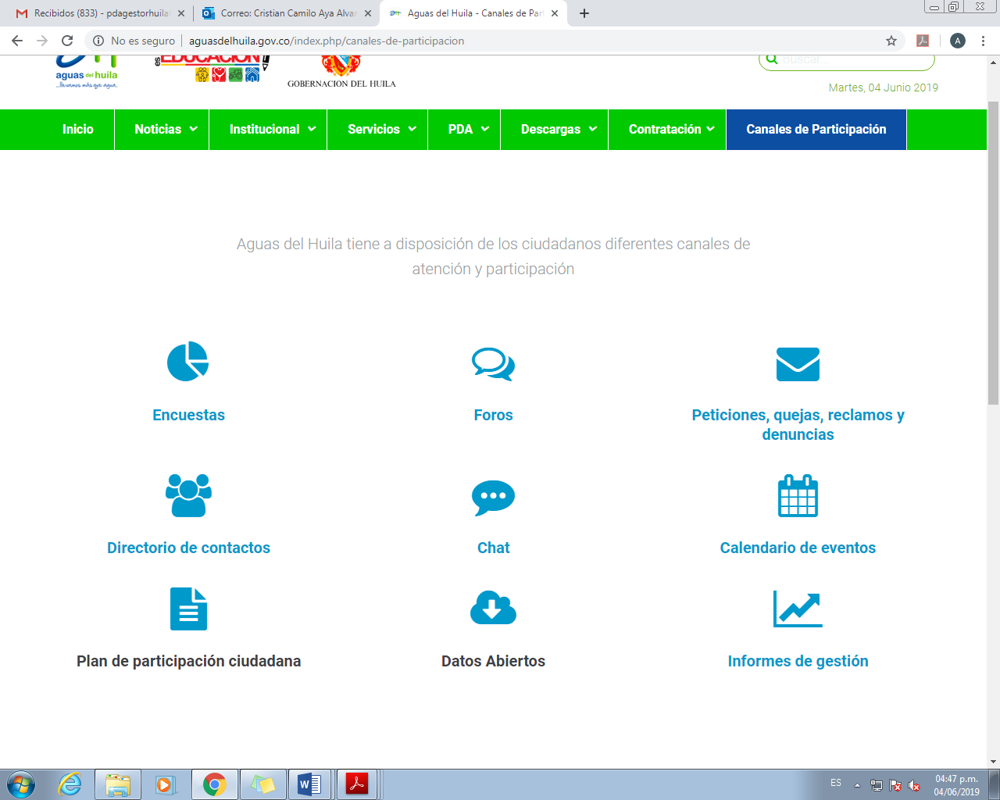 Recibidos (833) - pdagestorhuila
Correo: Cristian Camilo Aya Alvar
Aguas del Huila - Canales de Par
No es seguro
aguasdelhuila.gov.co/index.php/canales-de-participacion
A
EDUCACIÓN
aguas del huila
...llevamos más que agua.
GOBERNACION DEL HUILA
Buscar...
Martes, 04 Junio 2019
Inicio
Noticias
Institucional
Servicios
PDA
Descargas
Contratación
Canales de Participación
Aguas del Huila tiene a disposición de los ciudadanos diferentes canales de
atención y participación
Encuestas
Foros
Peticiones, quejas, reclamos y
denuncias
Directorio de contactos
Chat
Calendario de eventos
Plan de participación ciudadana
Datos Abiertos
Informes de gestión
ES
04:47 p.m.
04/06/2019